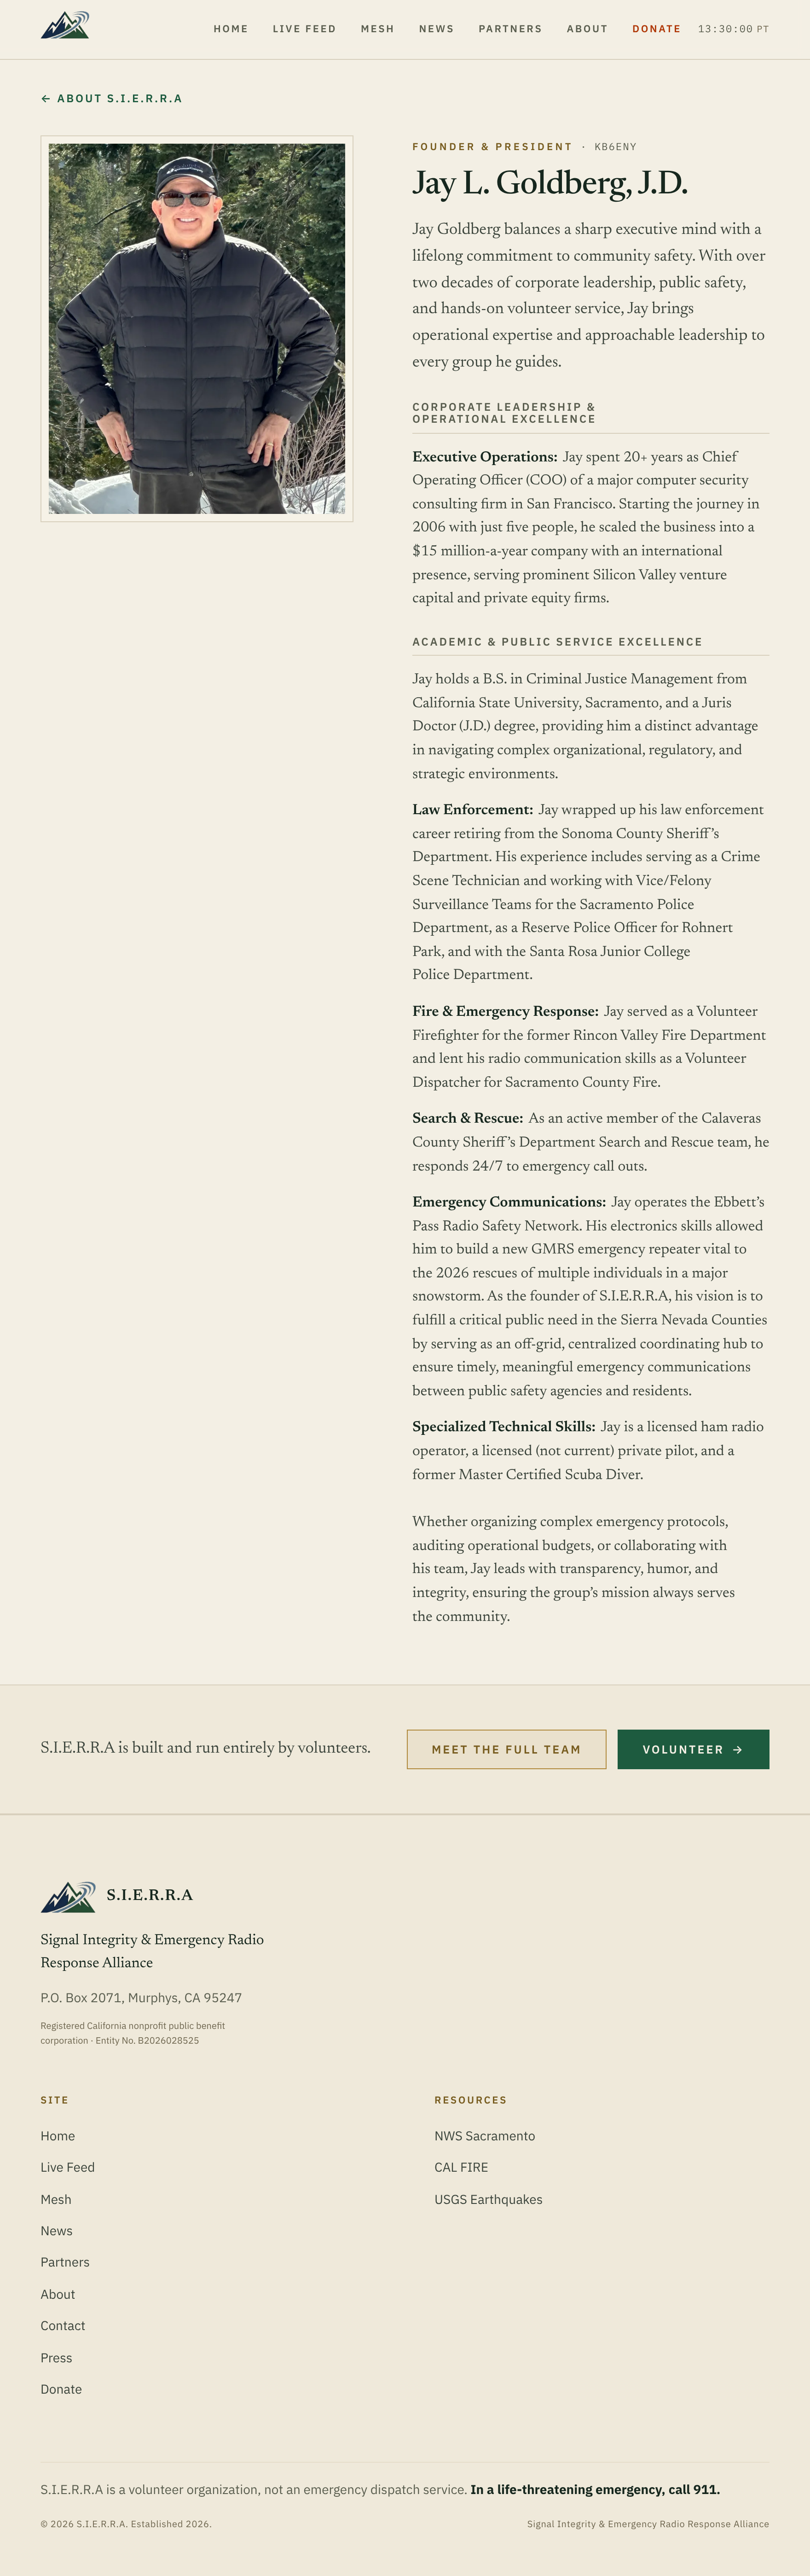 HOME LIVE FEED MESH NEWS PARTNERS ABOUT DONATE 13:30:00 PT
← ABOUT S.I.E.R.R.A
FOUNDER & PRESIDENT · KB6ENY
Jay L. Goldberg, J.D.
Jay Goldberg balances a sharp executive mind with a
lifelong commitment to community safety. With over
two decades of corporate leadership, public safety,
and hands-on volunteer service, Jay brings
operational expertise and approachable leadership to
every group he guides.
CORPORATE LEADERSHIP &
OPERATIONAL EXCELLENCE
Executive Operations: Jay spent 20+ years as Chief
Operating Officer (COO) of a major computer security
consulting firm in San Francisco. Starting the journey in
2006 with just five people, he scaled the business into a
$15 million-a-year company with an international
presence, serving prominent Silicon Valley venture
capital and private equity firms.
ACADEMIC & PUBLIC SERVICE EXCELLENCE
Jay holds a B.S. in Criminal Justice Management from
California State University, Sacramento, and a Juris
Doctor (J.D.) degree, providing him a distinct advantage
in navigating complex organizational, regulatory, and
strategic environments.
Law Enforcement: Jay wrapped up his law enforcement
career retiring from the Sonoma County Sheriff’s
Department. His experience includes serving as a Crime
Scene Technician and working with Vice/Felony
Surveillance Teams for the Sacramento Police
Department, as a Reserve Police Officer for Rohnert
Park, and with the Santa Rosa Junior College
Police Department.
Fire & Emergency Response: Jay served as a Volunteer
Firefighter for the former Rincon Valley Fire Department
and lent his radio communication skills as a Volunteer
Dispatcher for Sacramento County Fire.
Search & Rescue: As an active member of the Calaveras
County Sheriff’s Department Search and Rescue team, he
responds 24/7 to emergency call outs.
Emergency Communications: Jay operates the Ebbett’s
Pass Radio Safety Network. His electronics skills allowed
him to build a new GMRS emergency repeater vital to
the 2026 rescues of multiple individuals in a major
snowstorm. As the founder of S.I.E.R.R.A, his vision is to
fulfill a critical public need in the Sierra Nevada Counties
by serving as an off-grid, centralized coordinating hub to
ensure timely, meaningful emergency communications
between public safety agencies and residents.
Specialized Technical Skills: Jay is a licensed ham radio
operator, a licensed (not current) private pilot, and a
former Master Certified Scuba Diver.
Whether organizing complex emergency protocols,
auditing operational budgets, or collaborating with
his team, Jay leads with transparency, humor, and
integrity, ensuring the group’s mission always serves
the community.
S.I.E.R.R.A is built and run entirely by volunteers.
MEET THE FULL TEAM
VOLUNTEER →
S.I.E.R.R.A
Signal Integrity & Emergency Radio
Response Alliance
P.O. Box 2071, Murphys, CA 95247
Registered California nonprofit public benefit
corporation · Entity No. B2026028525
SITE
Home
Live Feed
Mesh
News
Partners
About
Contact
Press
Donate
RESOURCES
NWS Sacramento
CAL FIRE
USGS Earthquakes
S.I.E.R.R.A is a volunteer organization, not an emergency dispatch service. In a life-threatening emergency, call 911.
© 2026 S.I.E.R.R.A. Established 2026.
Signal Integrity & Emergency Radio Response Alliance